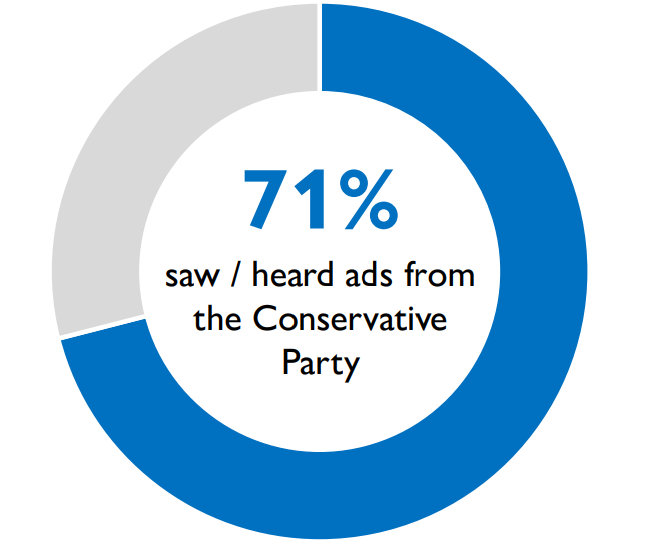 71%
saw / heard ads from
the Conservative
Party